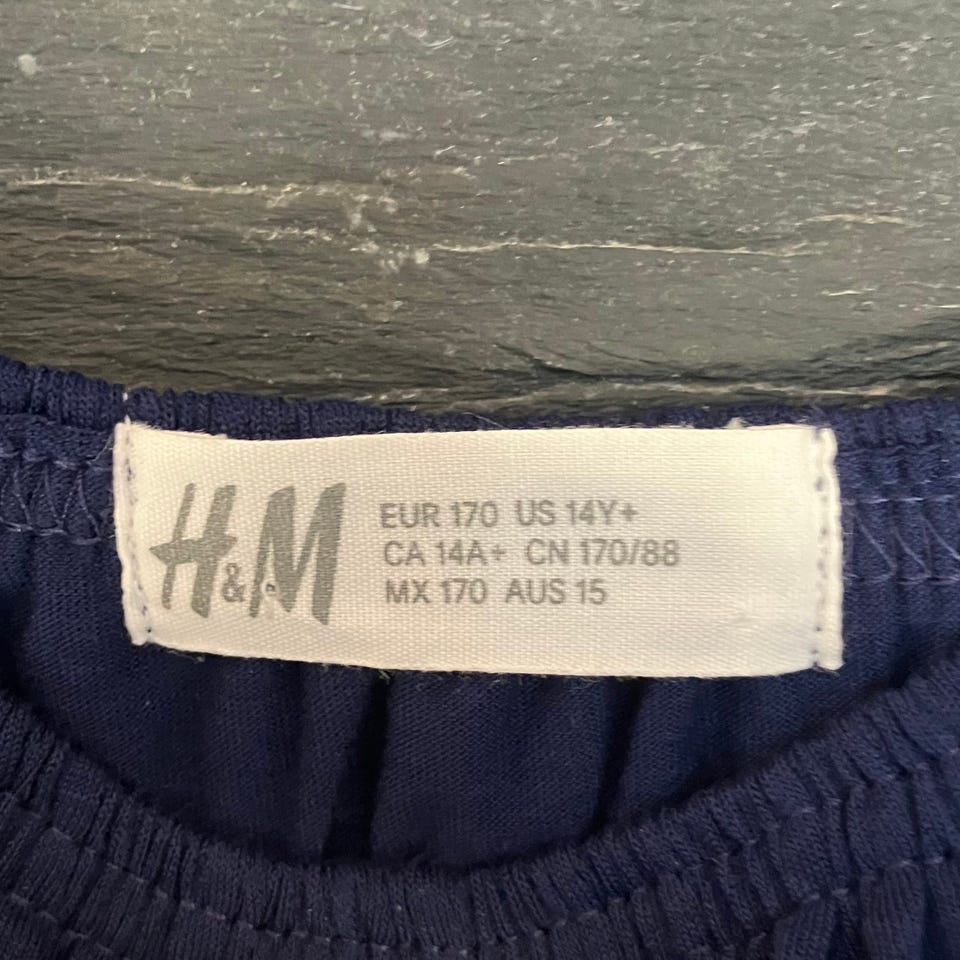 H&M
EUR 170 US 14Y+
CA 14A+ CN 170/88
MX 170 AUS 15